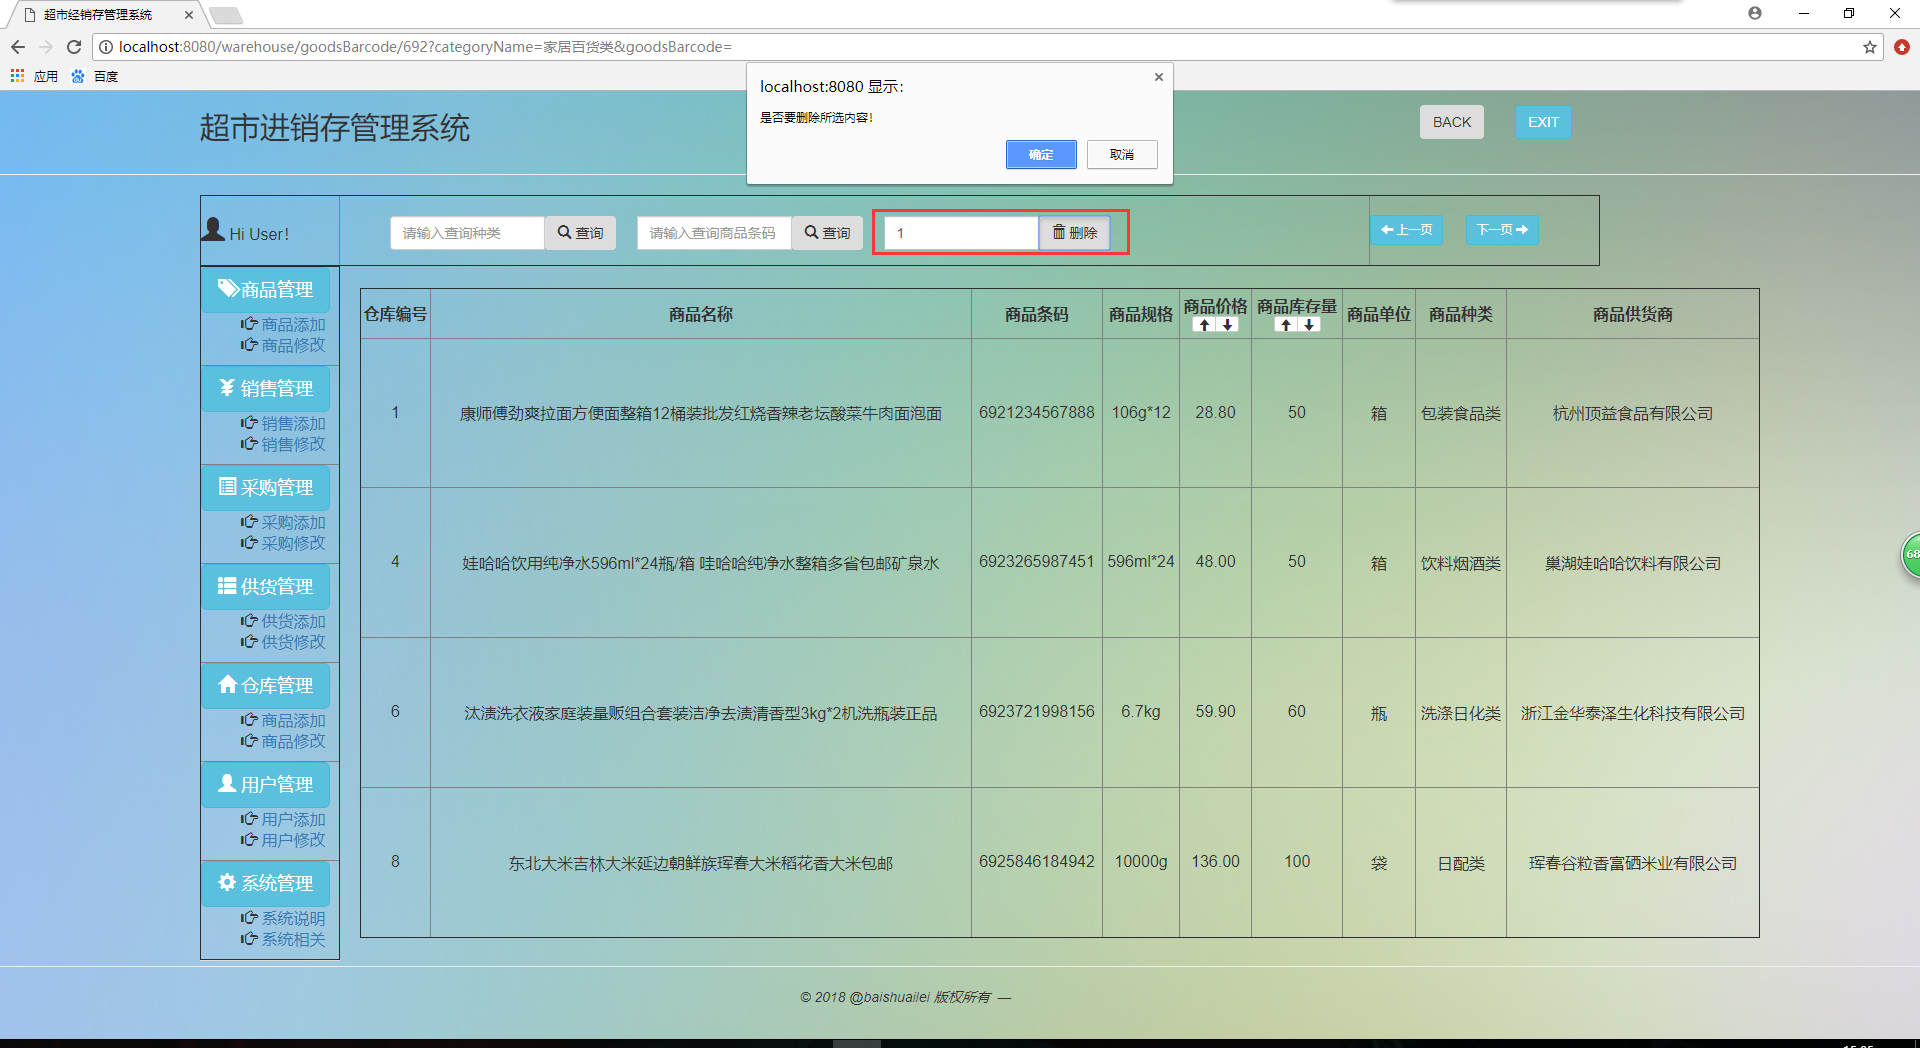 超市经销存管理系统
localhost:8080/warehouse/goodsBarcode/692?categoryName=家居百货类&goodsBarcode=
应用 百度
localhost:8080 显示：
是否要删除所选内容！
确定 取消
超市进销存管理系统
BACK EXIT
Hi User!
请输入查询种类 查询 请输入查询商品条码 查询 1 删除 上一页 下一页
商品管理
商品添加
商品修改
销售管理
销售添加
销售修改
采购管理
采购添加
采购修改
供货管理
供货添加
供货修改
仓库管理
商品添加
商品修改
用户管理
用户添加
用户修改
系统管理
系统说明
系统相关
仓库编号 商品名称 商品条码 商品规格 商品价格 商品库存量 商品单位 商品种类 商品供货商
1 康师傅劲爽拉面方便面整箱12桶装批发红烧香辣老坛酸菜牛肉面泡面 6921234567888 106g*12 28.80 50 箱 包装食品类 杭州顶益食品有限公司
4 娃哈哈饮用纯净水596ml*24瓶/箱 哇哈哈纯净水整箱多省包邮矿泉水 6923265987451 596ml*24 48.00 50 箱 饮料烟酒类 巢湖娃哈哈饮料有限公司
6 汰渍洗衣液家庭装量贩组合套装洁净去渍清香型3kg*2机洗瓶装正品 6923721998156 6.7kg 59.90 60 瓶 洗涤日化类 浙江金华泰泽生化科技有限公司
8 东北大米吉林大米延边朝鲜族珲春大米稻花香大米包邮 6925846184942 10000g 136.00 100 袋 日配类 珲春谷粒香富硒米业有限公司
68
© 2018 @baishuailei 版权所有 —